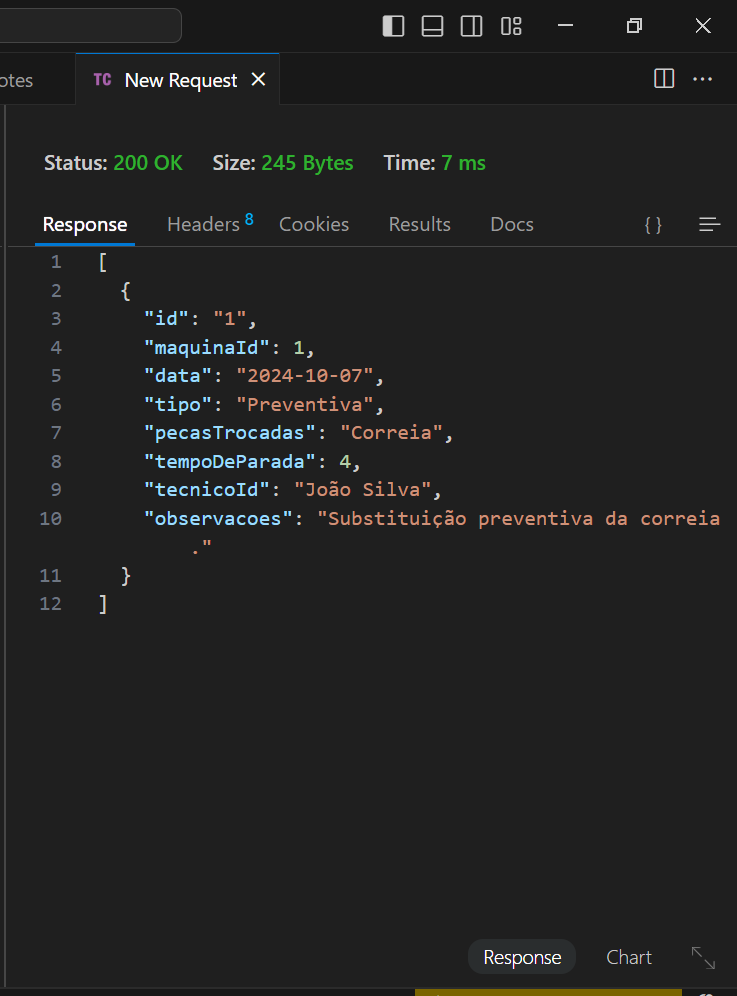 otes
TC New Request
Status: 200 OK Size: 245 Bytes Time: 7 ms
Response Headers 8 Cookies Results Docs { }
1 [
2 {
3 "id": "1",
4 "maquinaId": 1,
5 "data": "2024-10-07",
6 "tipo": "Preventiva",
7 "pecasTrocadas": "Correia",
8 "tempoDeParada": 4,
9 "tecnicoId": "João Silva",
10 "observacoes": "Substituição preventiva da correia
."
11 }
12 ]
Response Chart